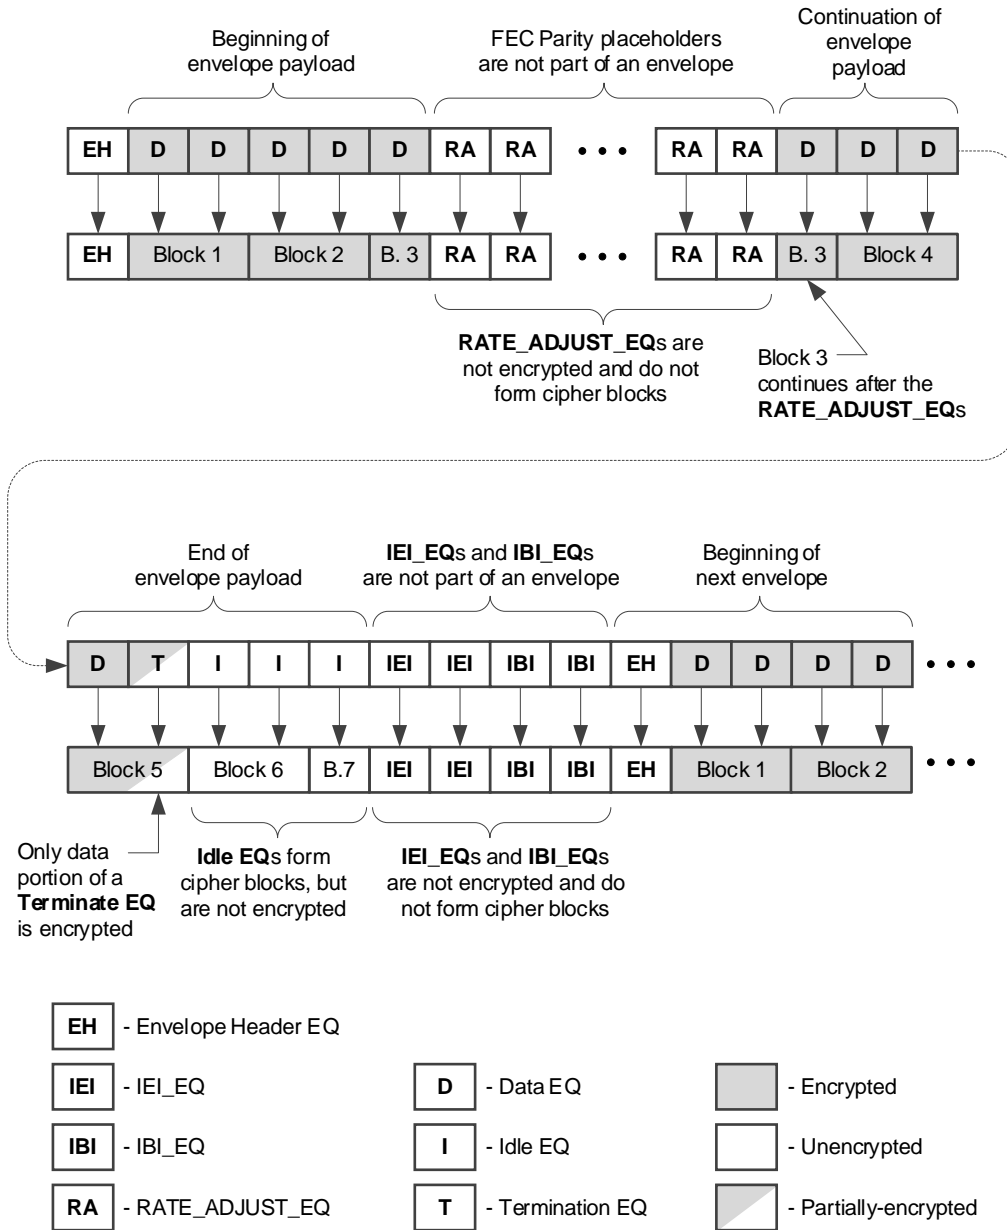 Beginning of
envelope payload
FEC Parity placeholders
are not part of an envelope
Continuation of
envelope
payload
EH D D D D D RA RA • • • RA RA D D D
EH Block 1 Block 2 B. 3 RA RA • • • RA RA B. 3 Block 4
RATE_ADJUST_EQs are
not encrypted and do not
form cipher blocks
Block 3
continues after the
RATE_ADJUST_EQs
End of
envelope payload
IEI_EQs and IBI_EQs
are not part of an envelope
Beginning of
next envelope
D T I I I IEI IEI IBI IBI EH D D D D • • •
Block 5 Block 6 B.7 IEI IEI IBI IBI EH Block 1 Block 2 • • •
Only data
portion of a
Terminate EQ
is encrypted
Idle EQs form
cipher blocks, but
are not encrypted
IEI_EQs and IBI_EQs
are not encrypted and do
not form cipher blocks
EH - Envelope Header EQ
IEI - IEI_EQ D - Data EQ - Encrypted
IBI - IBI_EQ I - Idle EQ - Unencrypted
RA - RATE_ADJUST_EQ T - Termination EQ - Partially-encrypted